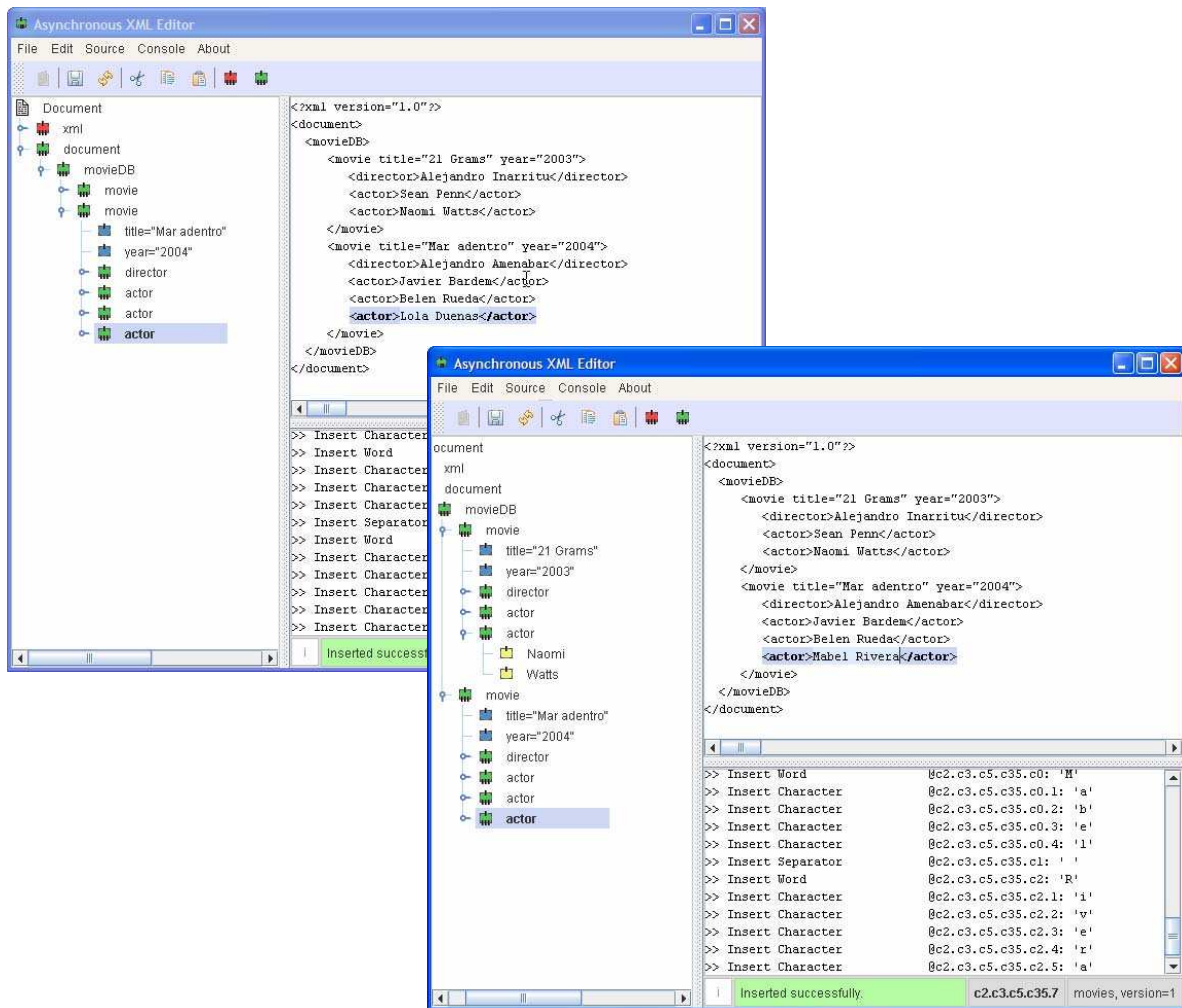 Asynchronous XML Editor
File Edit Source Console About
Document
xml
document
movieDB
movie
movie
title="Mar adentro"
year="2004"
director
actor
actor
actor
<?xml version="1.0"?>
<document>
<movieDB>
<movie title="21 Grams" year="2003">
<director>Alejandro Inarritu</director>
<actor>Sean Penn</actor>
<actor>Naomi Watts</actor>
</movie>
<movie title="Mar adentro" year="2004">
<director>Alejandro Amenabar</director>
<actor>Javier Bardem</actor>
<actor>Belen Rueda</actor>
<actor>Lola Duenas</actor>
</movie>
</movieDB>
</document>
>> Insert Character
>> Insert Word
>> Insert Character
>> Insert Character
>> Insert Character
>> Insert Separator
>> Insert Word
>> Insert Character
>> Insert Character
>> Insert Character
>> Insert Character
>> Insert Character
i Inserted success
Asynchronous XML Editor
File Edit Source Console About
ocument
xml
document
movieDB
movie
title="21 Grams"
year="2003"
director
actor
actor
Naomi
Watts
movie
title="Mar adentro"
year="2004"
director
actor
actor
actor
<?xml version="1.0"?>
<document>
<movieDB>
<movie title="21 Grams" year="2003">
<director>Alejandro Inarritu</director>
<actor>Sean Penn</actor>
<actor>Naomi Watts</actor>
</movie>
<movie title="Mar adentro" year="2004">
<director>Alejandro Amenabar</director>
<actor>Javier Bardem</actor>
<actor>Belen Rueda</actor>
<actor>Mabel Rivera</actor>
</movie>
</movieDB>
</document>
>> Insert Word @c2.c3.c5.c35.c0: 'M'
>> Insert Character @c2.c3.c5.c35.c0.1: 'a'
>> Insert Character @c2.c3.c5.c35.c0.2: 'b'
>> Insert Character @c2.c3.c5.c35.c0.3: 'e'
>> Insert Character @c2.c3.c5.c35.c0.4: 'l'
>> Insert Separator @c2.c3.c5.c35.c1: ' '
>> Insert Word @c2.c3.c5.c35.c2: 'R'
>> Insert Character @c2.c3.c5.c35.c2.1: 'i'
>> Insert Character @c2.c3.c5.c35.c2.2: 'v'
>> Insert Character @c2.c3.c5.c35.c2.3: 'e'
>> Insert Character @c2.c3.c5.c35.c2.4: 'r'
>> Insert Character @c2.c3.c5.c35.c2.5: 'a'
i Inserted successfully. c2.c3.c5.c35.7 movies, version=1